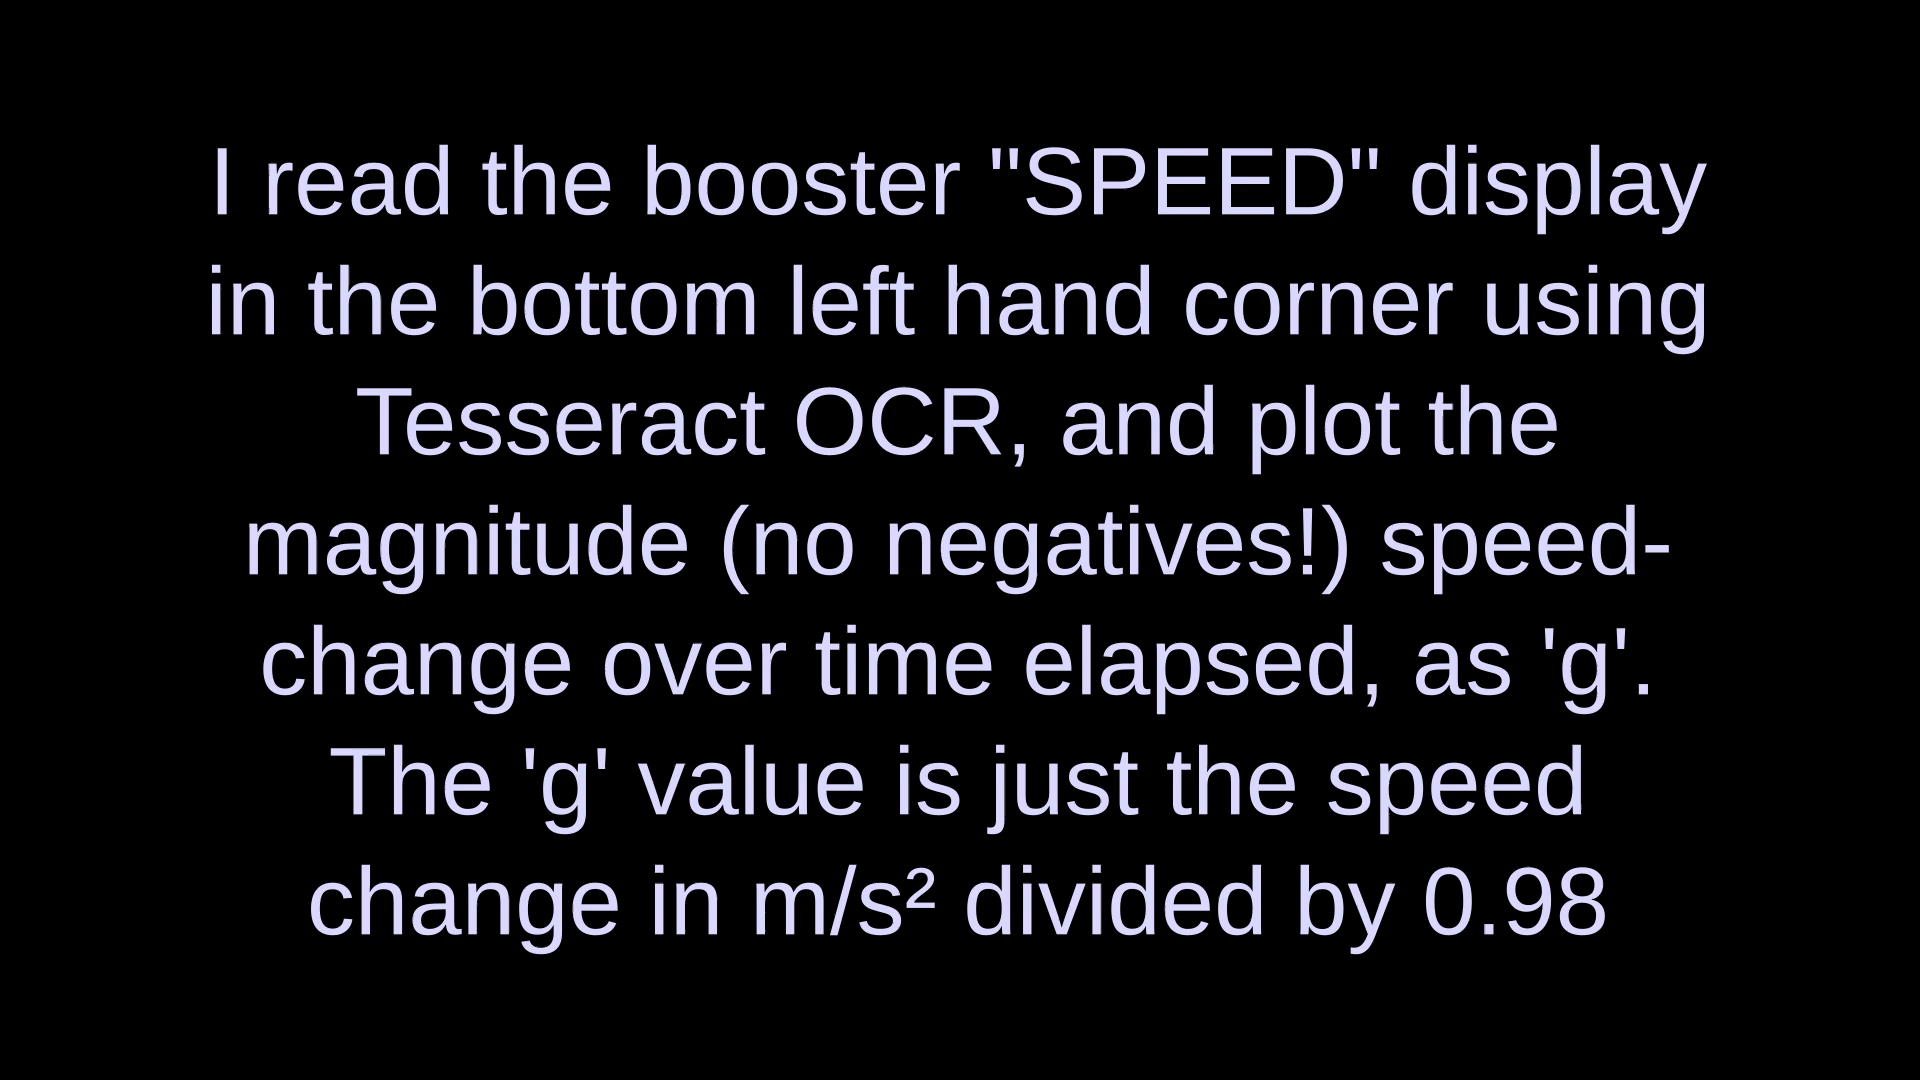 I read the booster "SPEED" display
in the bottom left hand corner using
Tesseract OCR, and plot the
magnitude (no negatives!) speed-
change over time elapsed, as 'g'.
The 'g' value is just the speed
change in m/s² divided by 0.98